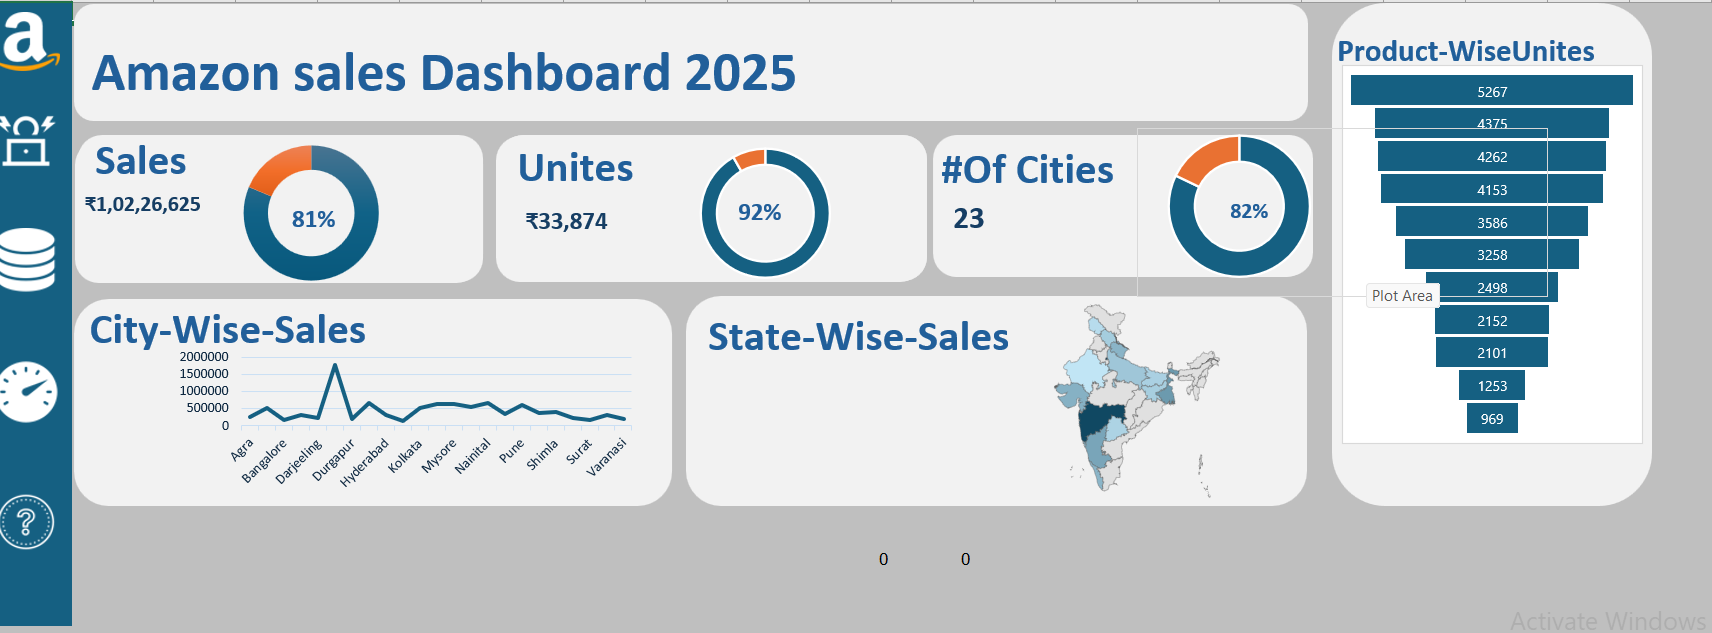 a
Amazon sales Dashboard 2025
Sales
₹1,02,26,625
81%
Unites
₹33,874
92%
#Of Cities
23
82%
Product-WiseUnites
5267
4375
4262
4153
3586
3258
2498
2152
2101
1253
969
Plot Area
City-Wise-Sales
2000000
1500000
1000000
500000
0
Agra
Bangalore
Darjeeling
Durgapur
Hyderabad
Kolkata
Mysore
Nainital
Pune
Shimla
Surat
Varanasi
State-Wise-Sales
?
0 0
Activate Windows